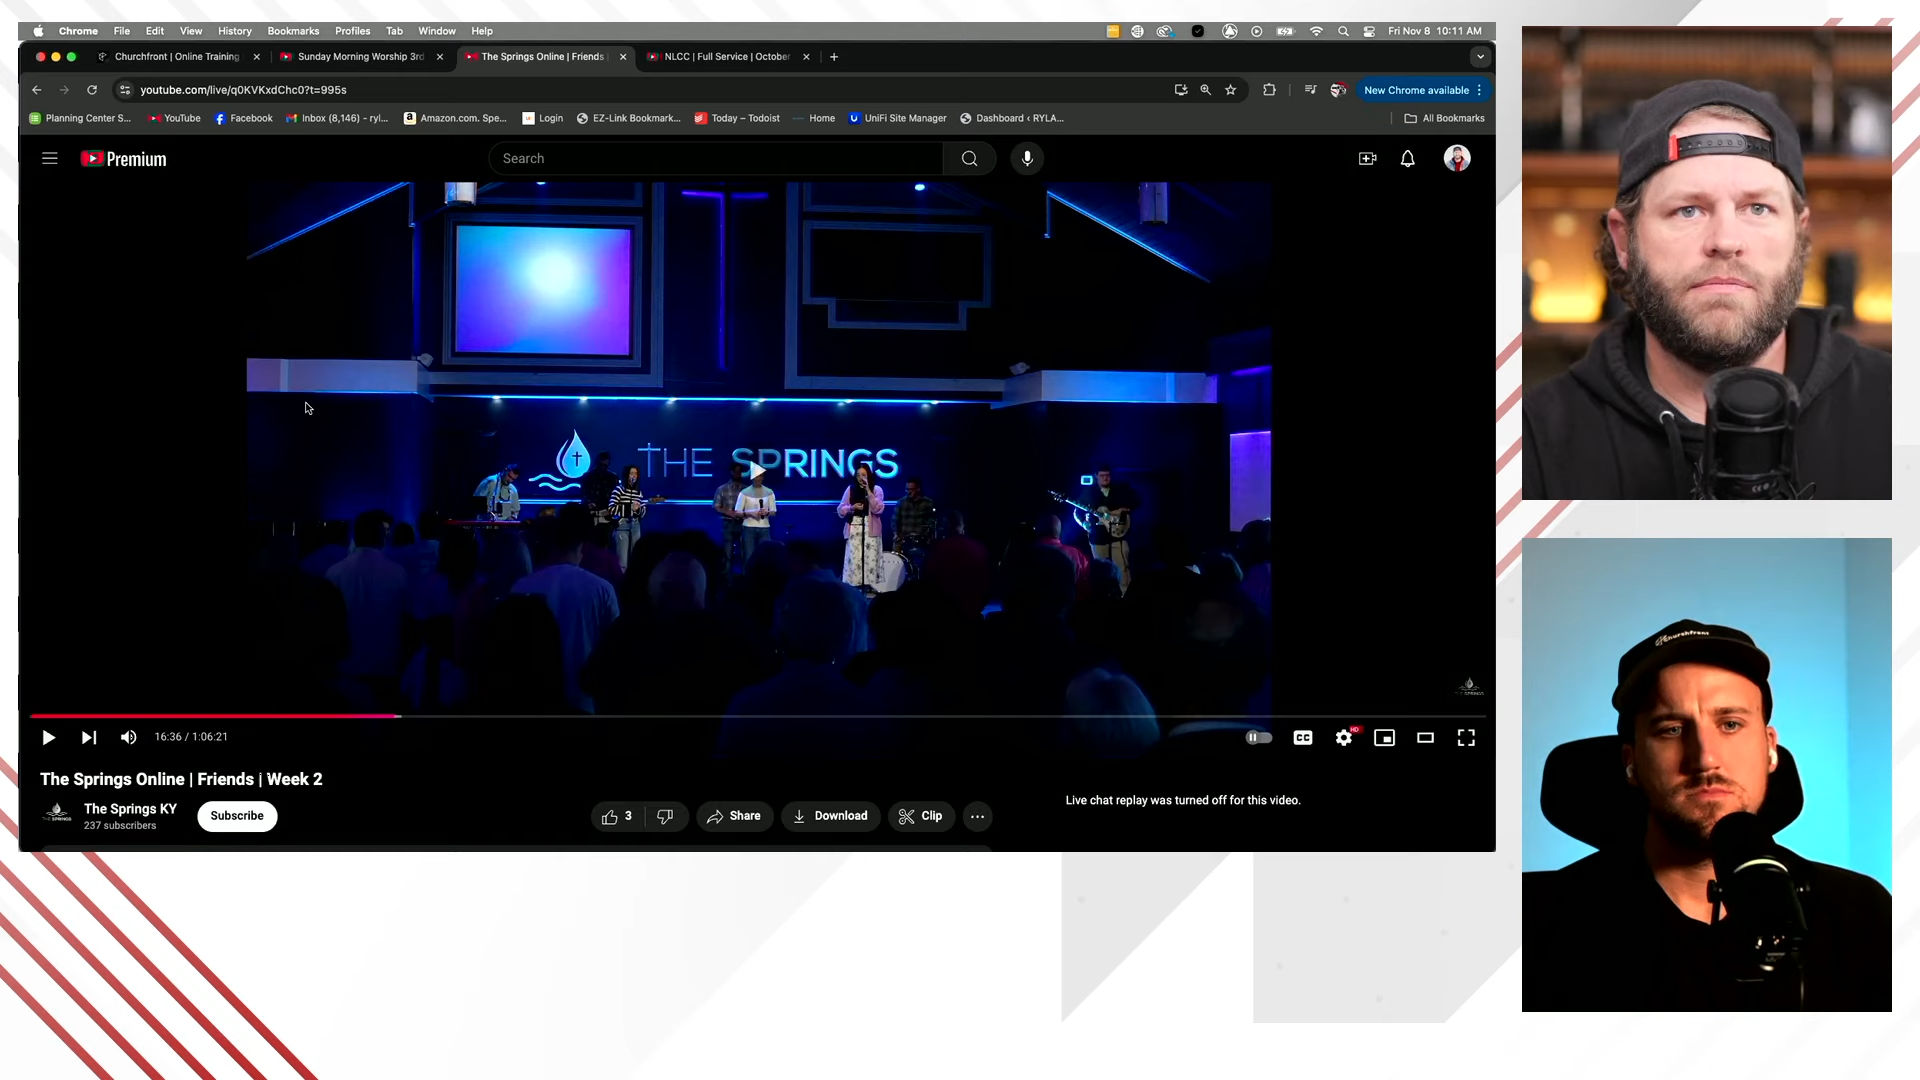 Chrome File Edit View History Bookmarks Profiles Tab Window Help Fri Nov 8 10:11 AM
Churchfront | Online Training Sunday Morning Worship 3rd The Springs Online | Friends NLCC | Full Service | October
youtube.com/live/q0KVKxdChc0?t=995s New Chrome available
Planning Center S... YouTube Facebook Inbox (8,146) - ryl... Amazon.com. Spe... Login EZ-Link Bookmark... Today – Todoist Home UniFi Site Manager Dashboard ‹ RYLA... All Bookmarks
Premium Search
THE SPRINGS
16:36 / 1:06:21 CC HD
The Springs Online | Friends | Week 2
The Springs KY
237 subscribers
Subscribe 3 Share Download Clip
Live chat replay was turned off for this video.
Churchfront